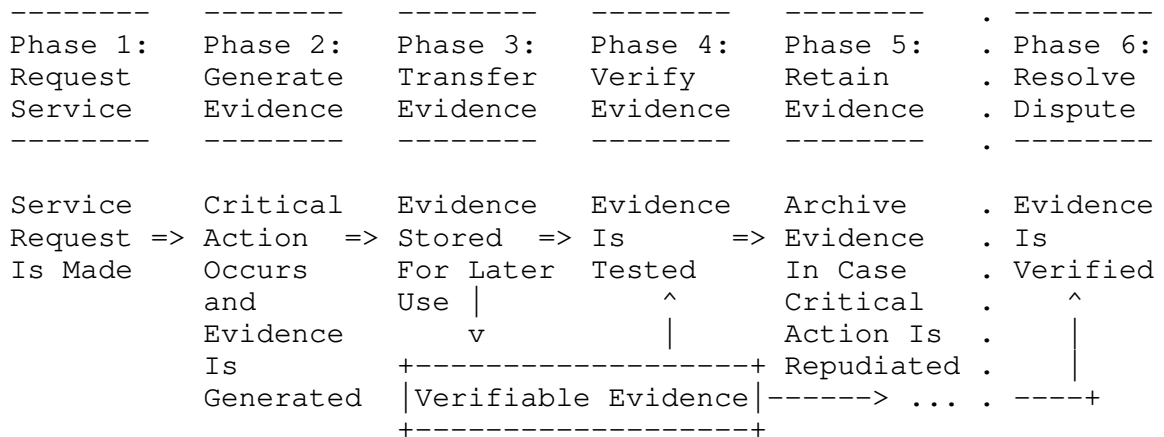 --------   --------   --------   --------   --------   . --------
Phase 1:   Phase 2:   Phase 3:   Phase 4:   Phase 5:   . Phase 6:
Request    Generate   Transfer   Verify     Retain     . Resolve
Service    Evidence   Evidence   Evidence   Evidence   . Dispute
--------   --------   --------   --------   --------   . --------

Service    Critical   Evidence   Evidence   Archive    . Evidence
Request => Action  => Stored  => Is      => Evidence   . Is
Is Made    Occurs     For Later  Tested     In Case    . Verified
           and        Use |          ^      Critical   .     ^
           Evidence       v          |      Action Is  .     |
           Is         +-------------------+ Repudiated .     |
           Generated  |Verifiable Evidence|------> ... . ----+
                      +-------------------+